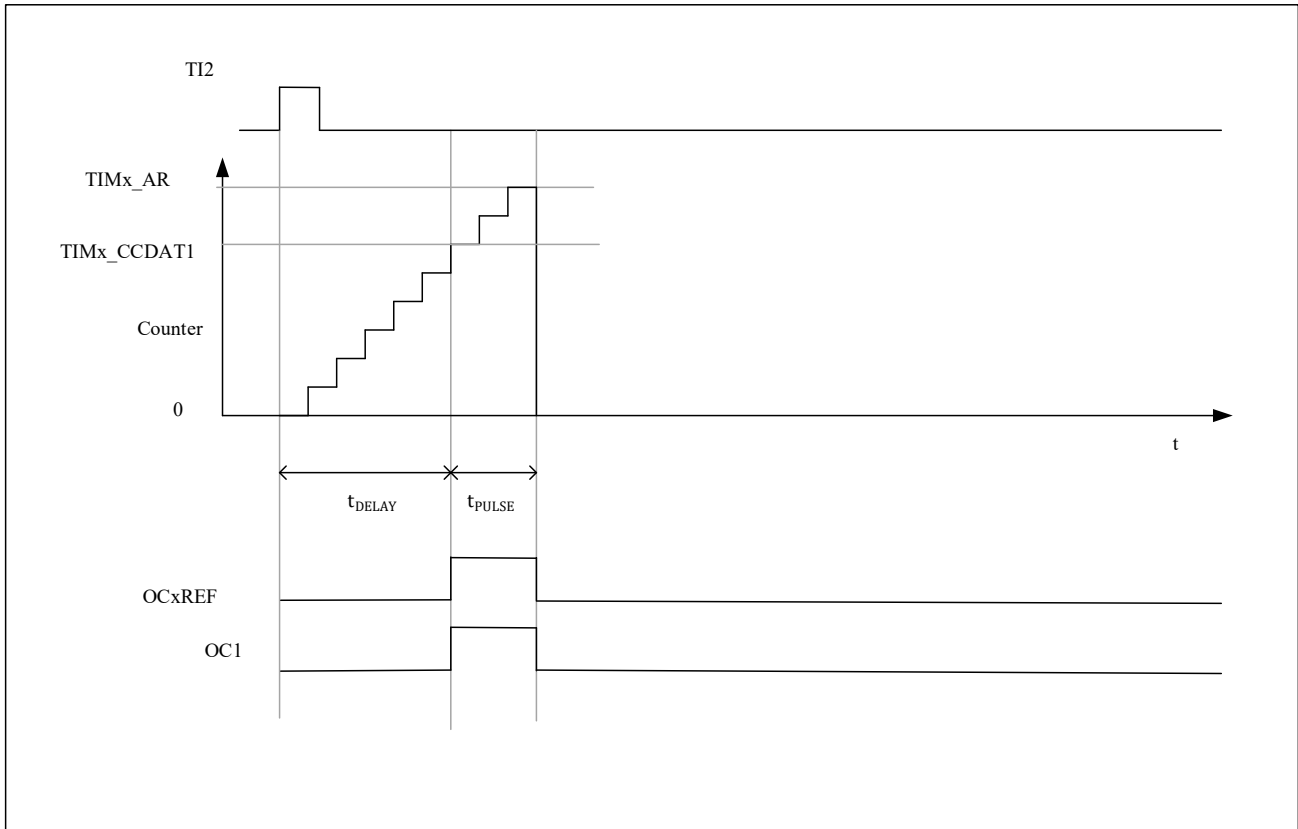 TI2
TIMx_AR
TIMx_CCDAT1
Counter
0
t
tDELAY
tPULSE
OCxREF
OC1